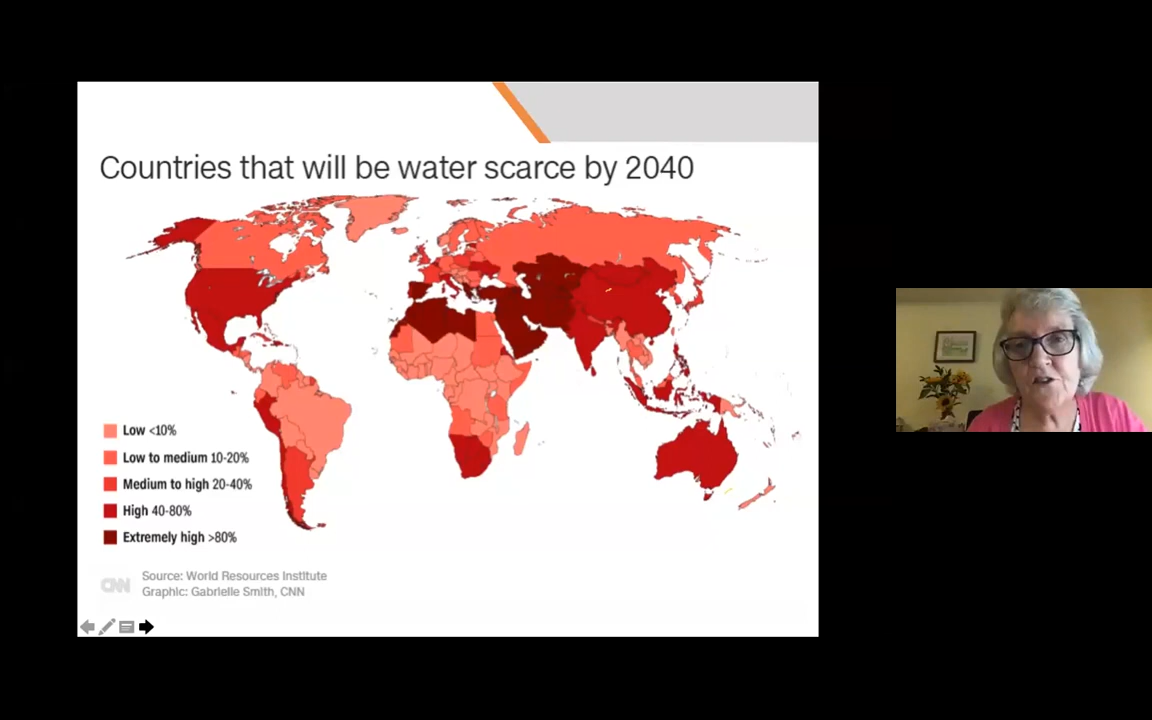 Countries that will be water scarce by 2040
Low <10%
Low to medium 10-20%
Medium to high 20-40%
High 40-80%
Extremely high >80%
CNN
Source: World Resources Institute
Graphic: Gabrielle Smith, CNN